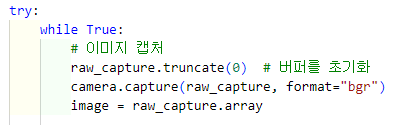 try:
    while True:
        # 이미지 캡처
        raw_capture.truncate(0)  # 버퍼를 초기화
        camera.capture(raw_capture, format="bgr")
        image = raw_capture.array